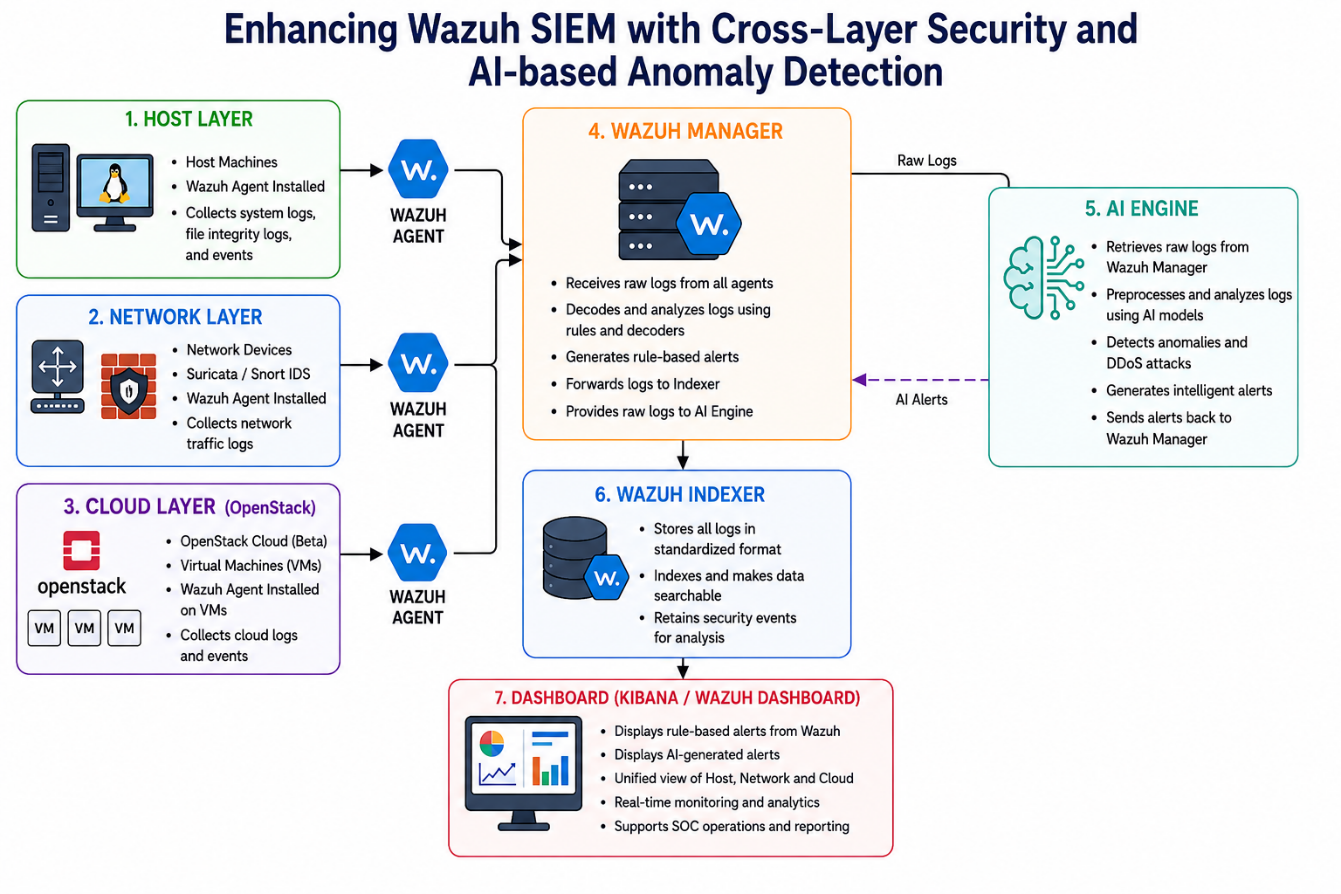 Enhancing Wazuh SIEM with Cross-Layer Security and
AI-based Anomaly Detection
1. HOST LAYER
• Host Machines
• Wazuh Agent Installed
• Collects system logs,
file integrity logs,
and events
W.
WAZUH
AGENT
2. NETWORK LAYER
• Network Devices
• Suricata / Snort IDS
• Wazuh Agent Installed
• Collects network
traffic logs
W.
WAZUH
AGENT
3. CLOUD LAYER (OpenStack)
openstack
VM VM VM
• OpenStack Cloud (Beta)
• Virtual Machines (VMs)
• Wazuh Agent Installed
on VMs
• Collects cloud logs
and events
W.
WAZUH
AGENT
4. WAZUH MANAGER
W.
• Receives raw logs from all agents
• Decodes and analyzes logs using
rules and decoders
• Generates rule-based alerts
• Forwards logs to Indexer
• Provides raw logs to AI Engine
Raw Logs
AI Alerts
5. AI ENGINE
• Retrieves raw logs from
Wazuh Manager
• Preprocesses and analyzes logs
using AI models
• Detects anomalies and
DDoS attacks
• Generates intelligent alerts
• Sends alerts back to
Wazuh Manager
6. WAZUH INDEXER
W.
• Stores all logs in
standardized format
• Indexes and makes data
searchable
• Retains security events
for analysis
7. DASHBOARD (KIBANA / WAZUH DASHBOARD)
• Displays rule-based alerts from Wazuh
• Displays AI-generated alerts
• Unified view of Host, Network and Cloud
• Real-time monitoring and analytics
• Supports SOC operations and reporting